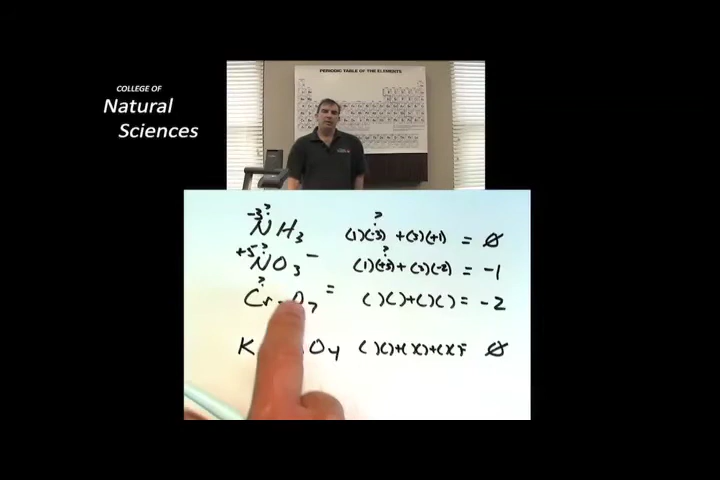 COLLEGE OF
Natural
Sciences
PERIODIC TABLE OF THE ELEMENTS
-3 ?
NH3 (1)(-3) ? + (3)(+1) = 0
+5 ?
NO3 - (1)(+5) ? + (3)(-2) = -1
?
Cr O7 = ( )( ) + ( )( ) = -2
K O4 ( )( ) + ( )( ) + ( )( ) = 0